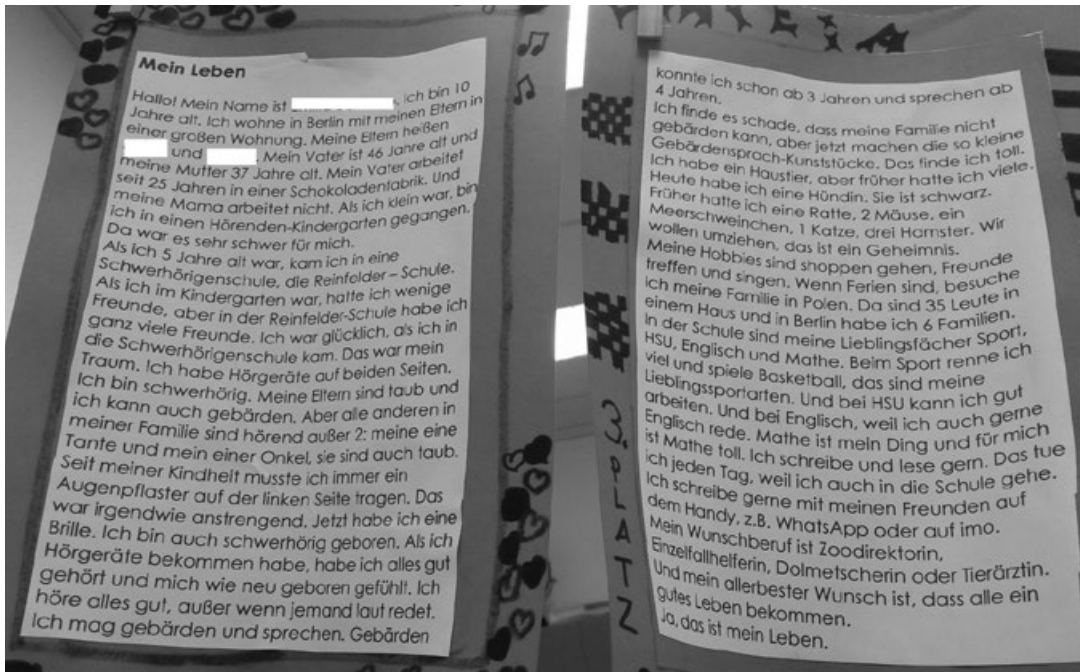 Mein Leben
Hallo! Mein Name ist , ich bin 10
Jahre alt. Ich wohne in Berlin mit meinen Eltern in
einer großen Wohnung. Meine Eltern heißen
und . Mein Vater ist 46 Jahre alt und
meine Mutter 37 Jahre alt. Mein Vater arbeitet
seit 25 Jahren in einer Schokoladenfabrik. Und
meine Mama arbeitet nicht. Als ich klein war, bin
ich in einen Hörenden-Kindergarten gegangen.
Da war es sehr schwer für mich.
Als ich 5 Jahre alt war, kam ich in eine
Schwerhörigenschule, die Reinfelder – Schule.
Als ich im Kindergarten war, hatte ich wenige
Freunde, aber in der Reinfelder-Schule habe ich
ganz viele Freunde. Ich war glücklich, als ich in
die Schwerhörigenschule kam. Das war mein
Traum. Ich habe Hörgeräte auf beiden Seiten.
Ich bin schwerhörig. Meine Eltern sind taub und
ich kann auch gebärden. Aber alle anderen in
meiner Familie sind hörend außer 2: meine eine
Tante und mein einer Onkel, sie sind auch taub.
Seit meiner Kindheit musste ich immer ein
Augenpflaster auf der linken Seite tragen. Das
war irgendwie anstrengend. Jetzt habe ich eine
Brille. Ich bin auch schwerhörig geboren. Als ich
Hörgeräte bekommen habe, habe ich alles gut
gehört und mich wie neu geboren gefühlt. Ich
höre alles gut, außer wenn jemand laut redet.
Ich mag gebärden und sprechen. Gebärden
konnte ich schon ab 3 Jahren und sprechen ab
4 Jahren.
Ich finde es schade, dass meine Familie nicht
gebärden kann, aber jetzt machen die so kleine
Gebärdensprach-Kunststücke. Das finde ich toll.
Ich habe ein Haustier, aber früher hatte ich viele.
Heute habe ich eine Hündin. Sie ist schwarz.
Früher hatte ich eine Ratte, 2 Mäuse, ein
Meerschweinchen, 1 Katze, drei Hamster. Wir
wollen umziehen, das ist ein Geheimnis.
Meine Hobbies sind shoppen gehen, Freunde
treffen und singen. Wenn Ferien sind, besuche
ich meine Familie in Polen. Da sind 35 Leute in
einem Haus und in Berlin habe ich 6 Familien.
In der Schule sind meine Lieblingsfächer Sport,
HSU, Englisch und Mathe. Beim Sport renne ich
viel und spiele Basketball, das sind meine
Lieblingssportarten. Und bei HSU kann ich gut
arbeiten. Und bei Englisch, weil ich auch gerne
Englisch rede. Mathe ist mein Ding und für mich
ist Mathe toll. Ich schreibe und lese gern. Das tue
ich jeden Tag, weil ich auch in die Schule gehe.
Ich schreibe gerne mit meinen Freunden auf
dem Handy, z.B. WhatsApp oder auf imo.
Mein Wunschberuf ist Zoodirektorin,
Einzelfallhelferin, Dolmetscherin oder Tierärztin.
Und mein allerbester Wunsch ist, dass alle ein
gutes Leben bekommen.
Ja, das ist mein Leben.
3. PLATZ